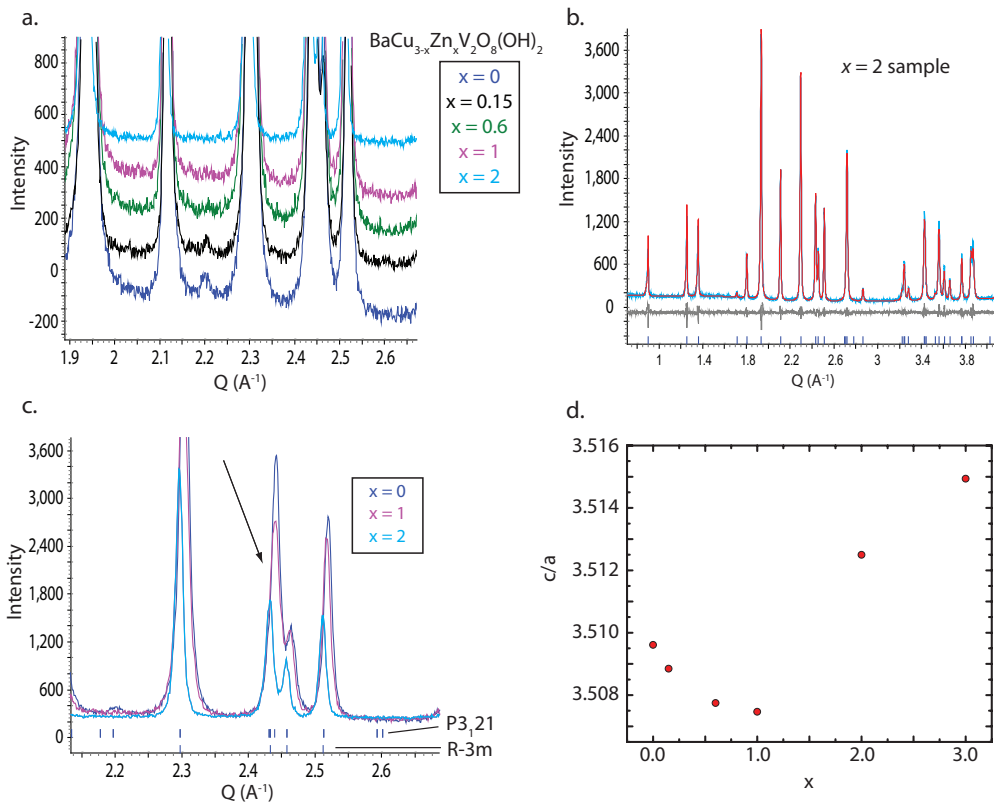 a.
BaCu3-xZnxV2O8(OH)2
x = 0
x = 0.15
x = 0.6
x = 1
x = 2
Intensity
800
600
400
200
0
-200
1.9 2 2.1 2.2 2.3 2.4 2.5 2.6
Q (A-1)
b.
x = 2 sample
Intensity
3,600
3,000
2,400
1,800
1,200
600
0
1 1.4 1.8 2.2 2.6 3 3.4 3.8
Q (A-1)
c.
x = 0
x = 1
x = 2
Intensity
3,600
3,000
2,400
1,800
1,200
600
0
P3121
R-3m
2.2 2.3 2.4 2.5 2.6
Q (A-1)
d.
c/a
3.516
3.514
3.512
3.510
3.508
0.0 1.0 2.0 3.0
x